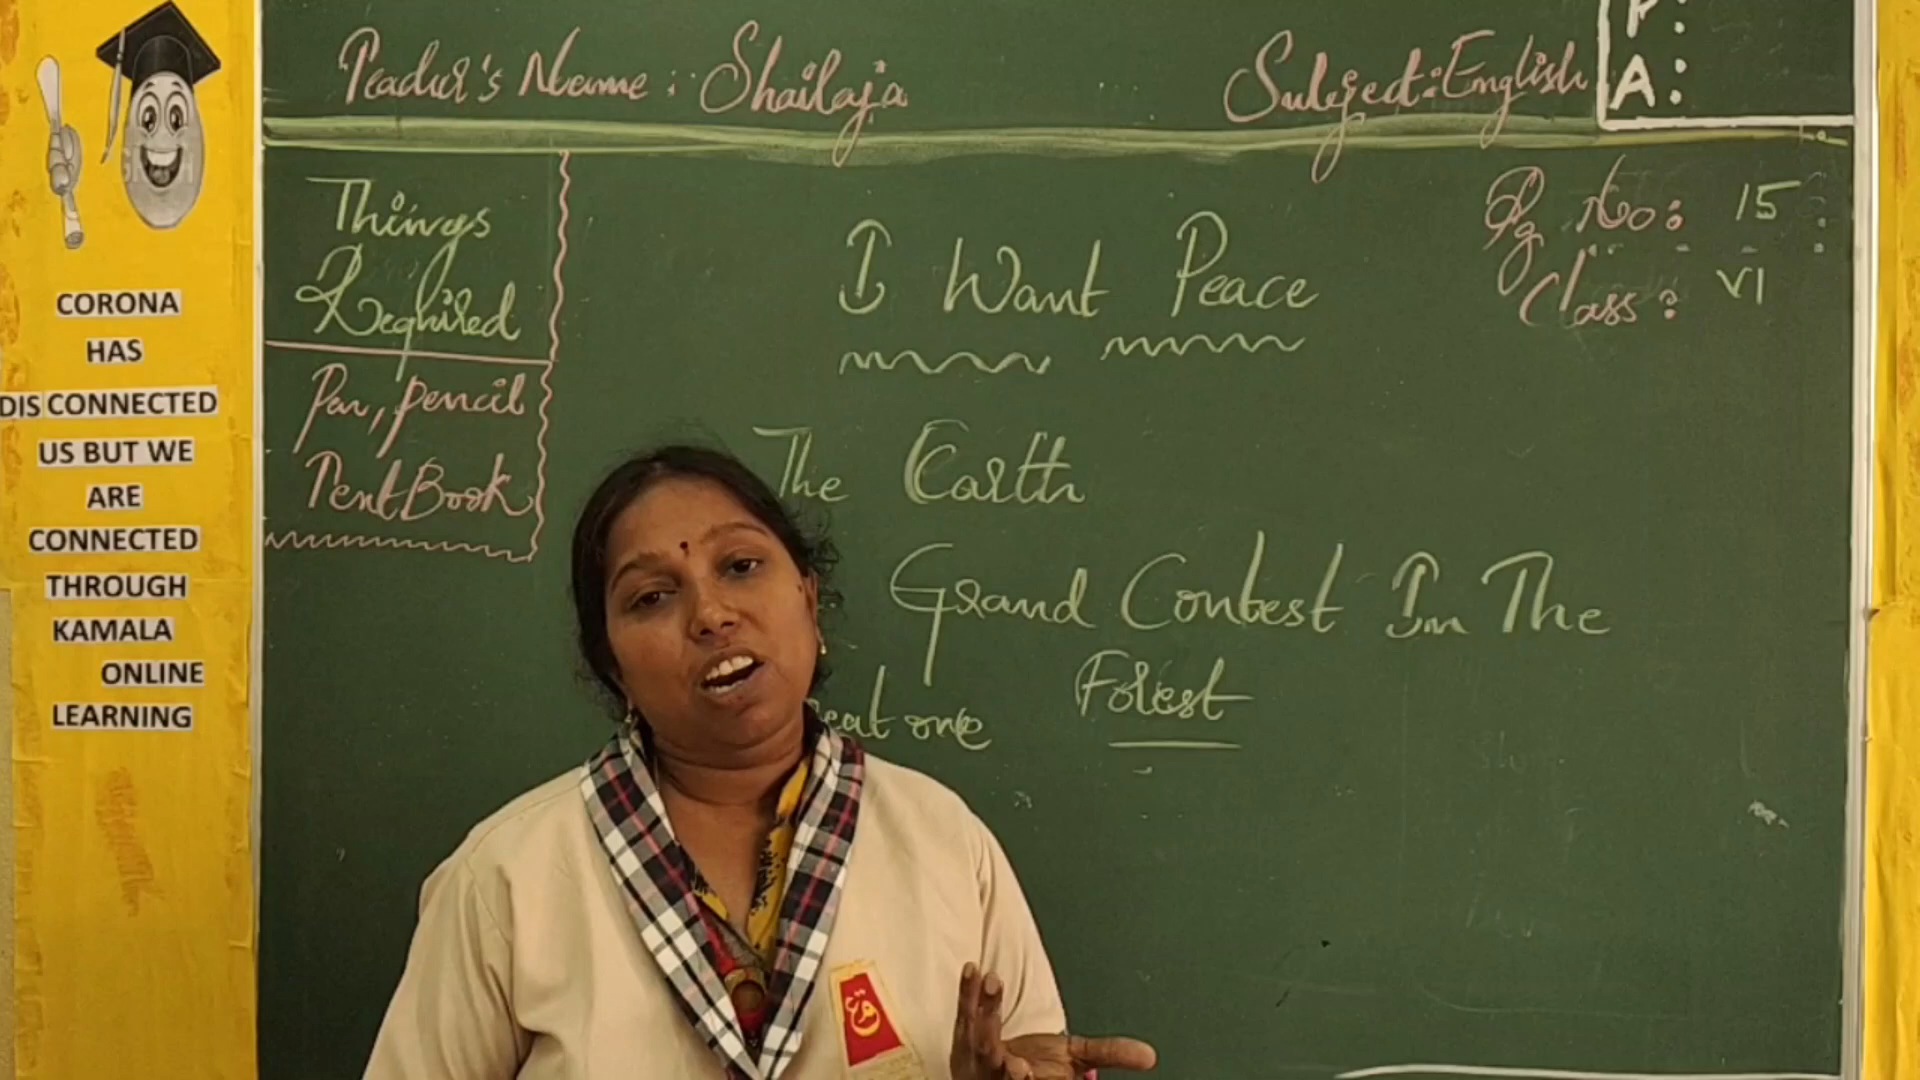 CORONA
HAS
DIS CONNECTED
US BUT WE
ARE
CONNECTED
THROUGH
KAMALA
ONLINE
LEARNING
Teacher's Name : Shailaja
Subject: English
P:
A:
Things
Required
Pen, pencil
Text Book
Pg No: 15
Class: VI
I Want Peace
The Earth
Grand Contest In The
Forest
one